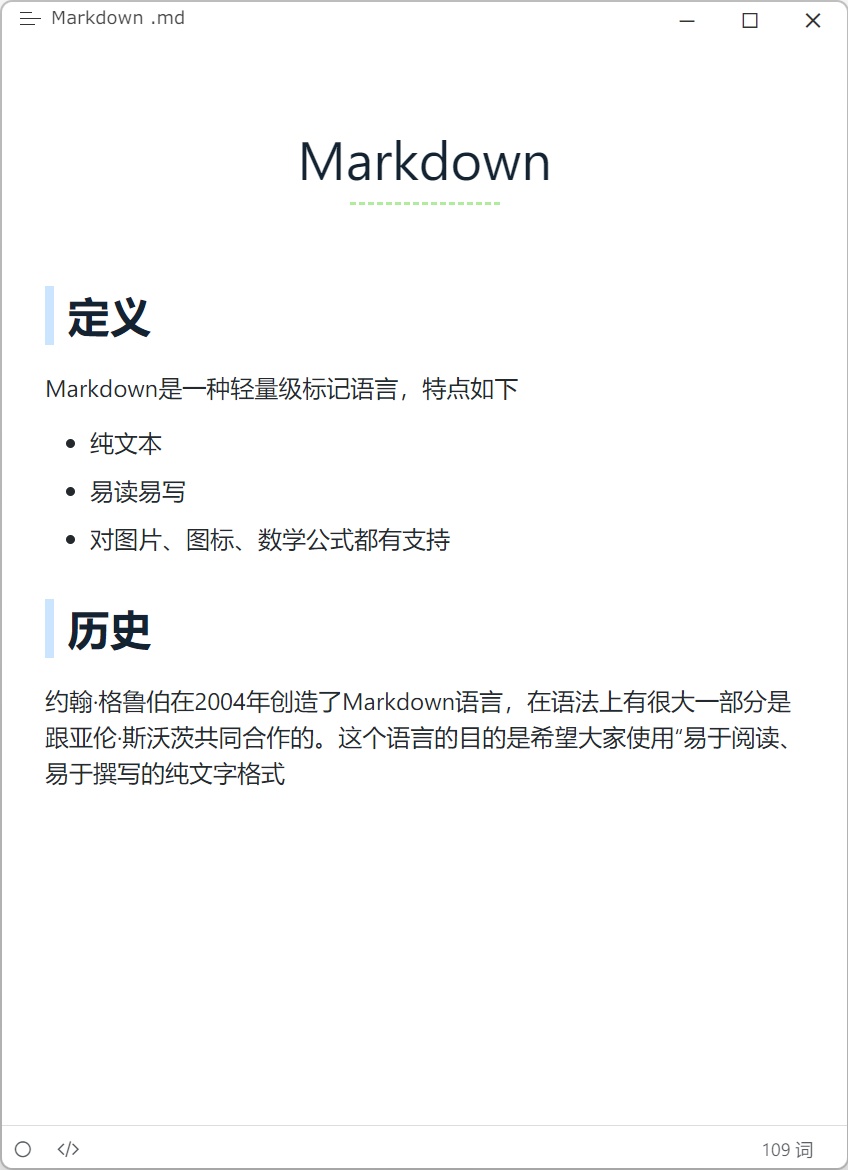 Markdown .md
Markdown
定义
Markdown是一种轻量级标记语言，特点如下
纯文本
易读易写
对图片、图标、数学公式都有支持
历史
约翰·格鲁伯在2004年创造了Markdown语言，在语法上有很大一部分是
跟亚伦·斯沃茨共同合作的。这个语言的目的是希望大家使用“易于阅读、
易于撰写的纯文字格式
</>
109 词